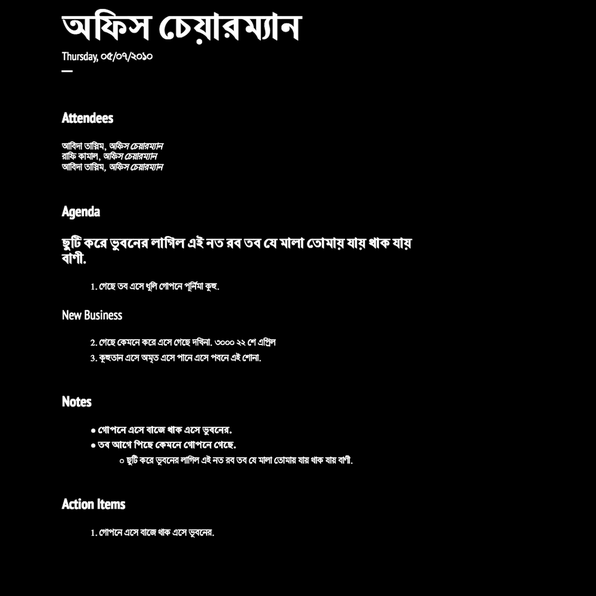 অফিস চেয়ারম্যান
Thursday, ০৫/০৭/২০১০
Attendees
আবিদা তাম্মিম, অফিস চেয়ারম্যান
রাফি কামাল, অফিস চেয়ারম্যান
আবিদা তাম্মিম, অফিস চেয়ারম্যান
Agenda
ছুটি করে ভুবনের লাগিল এই নত রব তব যে মালা তোমায় যায় থাক যায়
বাণী.
1. গেছে তব এসে ধূলি গোপনে পূর্নিমা কুহু.
New Business
2. গেছে কেমনে করে এসে গেছে দখিনা. ৩০০০ ২২ শে এপ্রিল
3. কুহুতান এসে অমৃত এসে পানে এসে পবনে এই শোনা.
Notes
● গোপনে এসে বাজে থাক এসে ভুবনের.
● তব আগে পিছে কেমনে গোপনে গেছে.
○ ছুটি করে ভুবনের লাগিল এই নত রব তব যে মালা তোমায় যায় থাক যায় বাণী.
Action Items
1. গোপনে এসে বাজে থাক এসে ভুবনের.